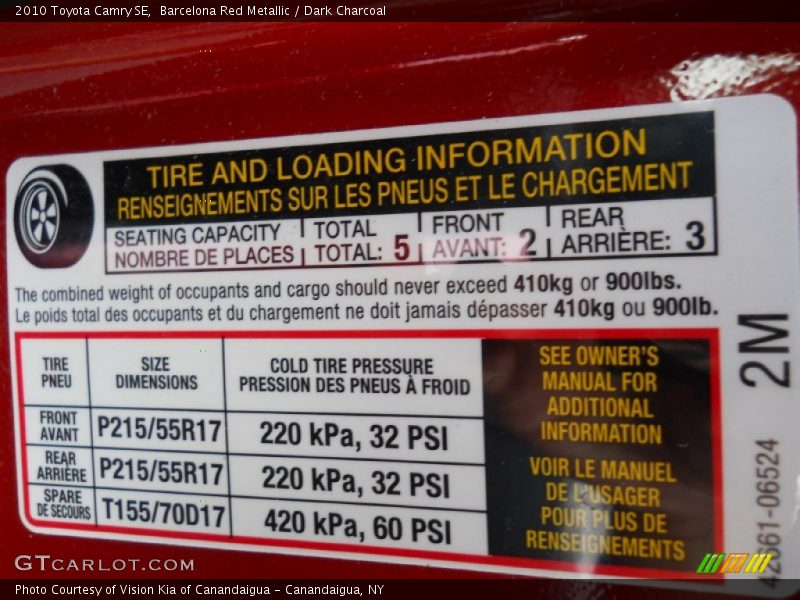 2010 Toyota Camry SE,  Barcelona Red Metallic / Dark Charcoal
TIRE AND LOADING INFORMATION
RENSEIGNEMENTS SUR LES PNEUS ET LE CHARGEMENT
SEATING CAPACITY
NOMBRE DE PLACES
TOTAL
TOTAL: 5
FRONT
AVANT: 2
REAR
ARRIÈRE: 3
The combined weight of occupants and cargo should never exceed 410kg or 900lbs.
Le poids total des occupants et du chargement ne doit jamais dépasser 410kg ou 900lb.
TIRE
PNEU
SIZE
DIMENSIONS
COLD TIRE PRESSURE
PRESSION DES PNEUS À FROID
FRONT
AVANT
P215/55R17
220 kPa, 32 PSI
REAR
ARRIÈRE
P215/55R17
220 kPa, 32 PSI
SPARE
DE SECOURS
T155/70D17
420 kPa, 60 PSI
SEE OWNER'S
MANUAL FOR
ADDITIONAL
INFORMATION
VOIR LE MANUEL
DE L'USAGER
POUR PLUS DE
RENSEIGNEMENTS
2M
GTCARLOT.COM
Photo Courtesy of Vision Kia of Canandaigua – Canandaigua, NY